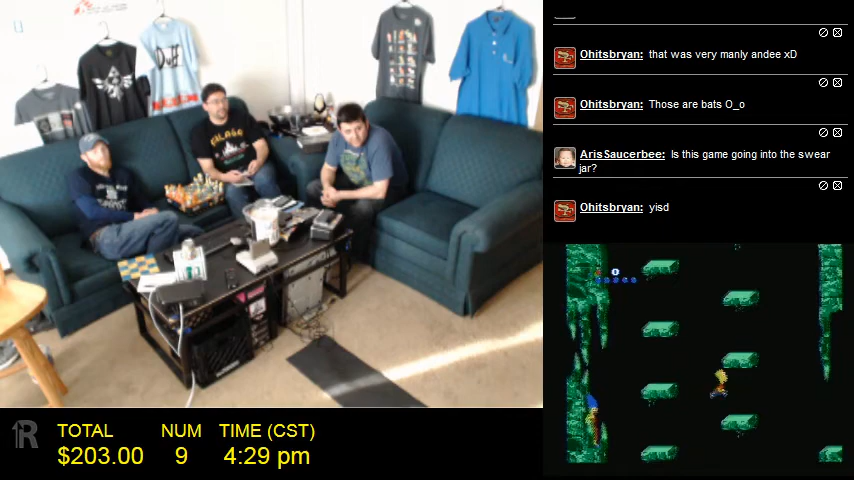 Duff
Ohitsbryan: that was very manly andee xD
Ohitsbryan: Those are bats O_o
ArisSaucerbee: Is this game going into the swear
jar?
Ohitsbryan: yisd
TOTAL NUM TIME (CST)
$203.00 9 4:29 pm